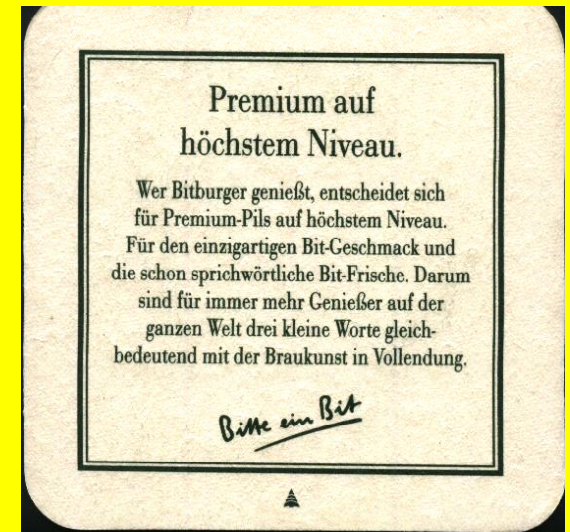 Premium auf
höchstem Niveau.
Wer Bitburger genießt, entscheidet sich
für Premium-Pils auf höchstem Niveau.
Für den einzigartigen Bit-Geschmack und
die schon sprichwörtliche Bit-Frische. Darum
sind für immer mehr Genießer auf der
ganzen Welt drei kleine Worte gleich-
bedeutend mit der Braukunst in Vollendung.
Bitte ein Bit